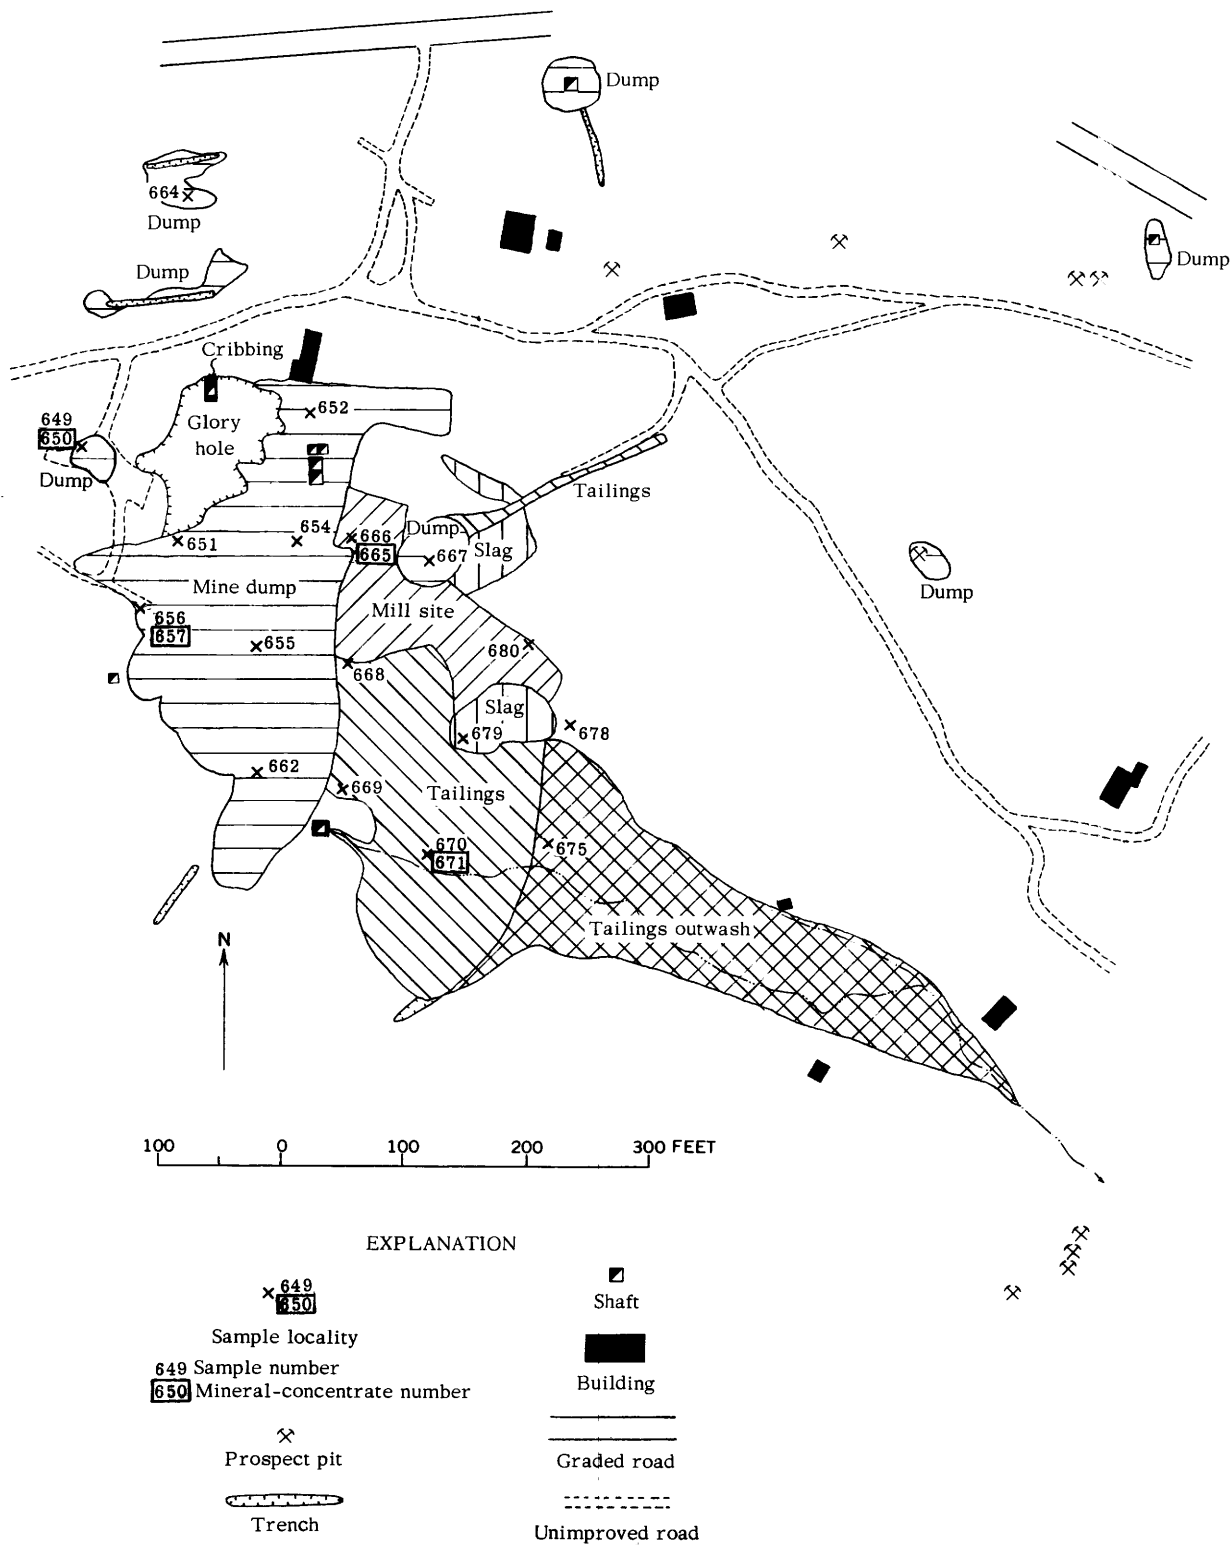 Dump
664
Dump
Dump
Dump
Cribbing
Glory
hole
652
649
650
Dump
Tailings
651
654
666
665
Dump
667
Slag
Mine dump
Dump
Mill site
656
657
655
680
668
Slag
679
678
662
669
Tailings
670
671
675
Tailings outwash
N
100 0 100 200 300 FEET
EXPLANATION
649
650
Sample locality
649 Sample number
650 Mineral-concentrate number
Prospect pit
Trench
Shaft
Building
Graded road
Unimproved road